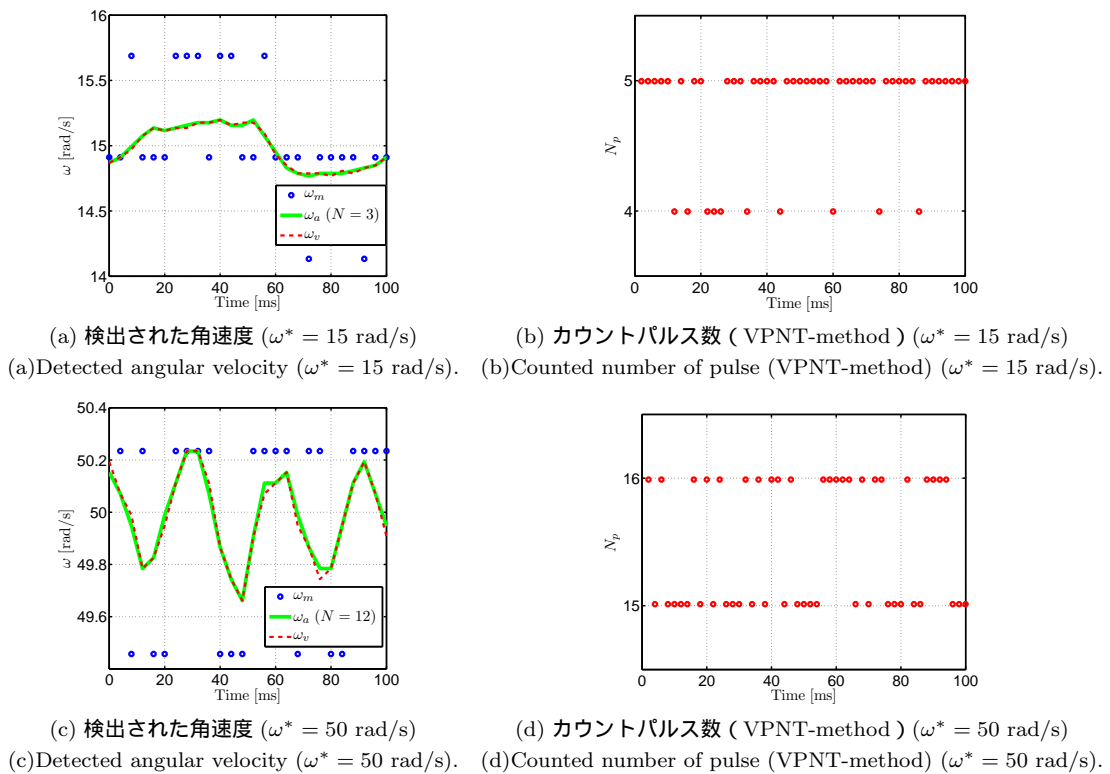 16
15.5
15
14.5
14
ω [rad/s]
0 20 40 60 80 100
Time [ms]
ω_m
ω_a (N = 3)
ω_v
5
4
N_p
0 20 40 60 80 100
Time [ms]
(a) 検出された角速度 (ω* = 15 rad/s)
(a)Detected angular velocity (ω* = 15 rad/s).
(b) カウントパルス数 ( VPNT-method ) (ω* = 15 rad/s)
(b)Counted number of pulse (VPNT-method) (ω* = 15 rad/s).
50.4
50.2
50
49.8
49.6
ω [rad/s]
0 20 40 60 80 100
Time [ms]
ω_m
ω_a (N = 12)
ω_v
16
15
N_p
0 20 40 60 80 100
Time [ms]
(c) 検出された角速度 (ω* = 50 rad/s)
(c)Detected angular velocity (ω* = 50 rad/s).
(d) カウントパルス数 ( VPNT-method ) (ω* = 50 rad/s)
(d)Counted number of pulse (VPNT-method) (ω* = 50 rad/s).